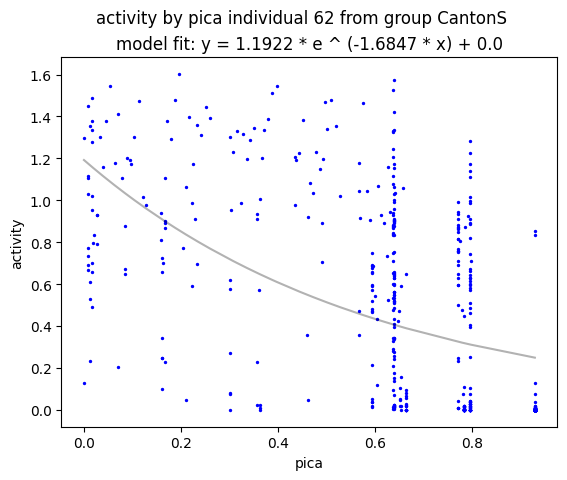 activity by pica individual 62 from group CantonS
model fit: y = 1.1922 * e ^ (-1.6847 * x) + 0.0
activity
1.6
1.4
1.2
1.0
0.8
0.6
0.4
0.2
0.0
0.0 0.2 0.4 0.6 0.8
pica